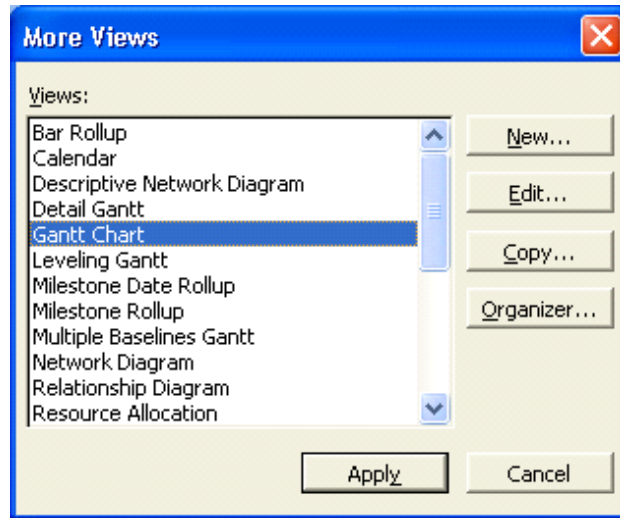 More Views
Views:
Bar Rollup
Calendar
Descriptive Network Diagram
Detail Gantt
Gantt Chart
Leveling Gantt
Milestone Date Rollup
Milestone Rollup
Multiple Baselines Gantt
Network Diagram
Relationship Diagram
Resource Allocation
New...
Edit...
Copy...
Organizer...
Apply
Cancel